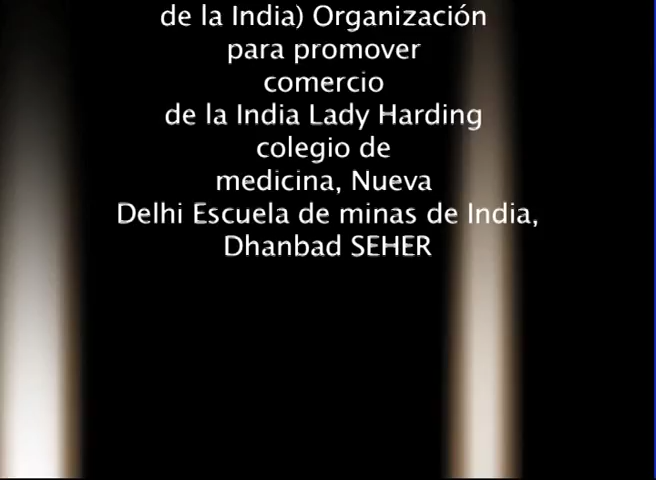 de la India) Organización
para promover
comercio
de la India Lady Harding
colegio de
medicina, Nueva
Delhi Escuela de minas de India,
Dhanbad SEHER